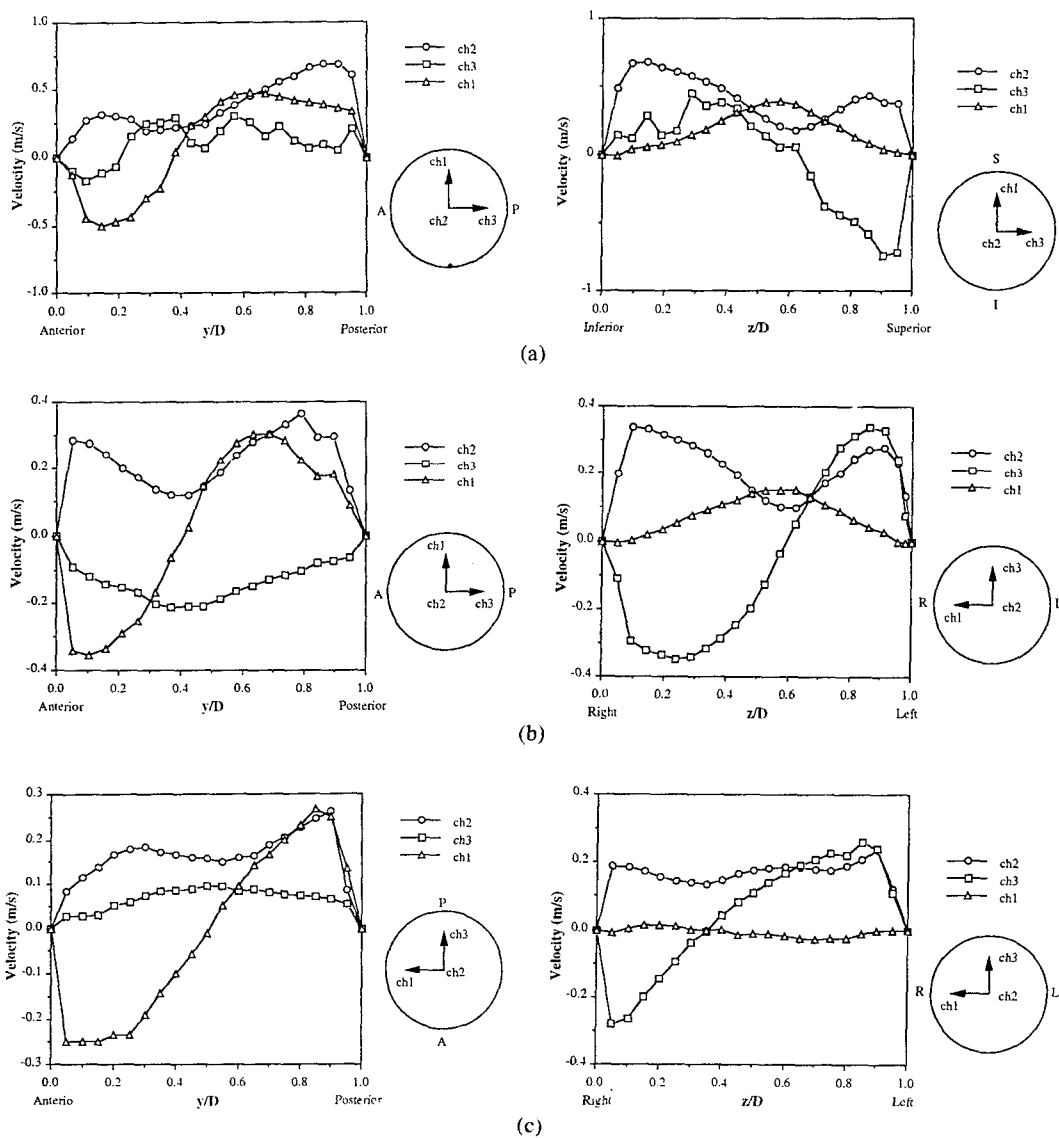 1.0
0.5
0.0
-0.5
-1.0
Velocity (m/s)
0.0 0.2 0.4 0.6 0.8 1.0
Anterior y/D Posterior
ch2
ch3
ch1
ch1
A ch2 ch3 P
1
0
-1
Velocity (m/s)
0.0 0.2 0.4 0.6 0.8 1.0
Inferior z/D Superior
ch2
ch3
ch1
S
ch1
ch2 ch3
I
(a)
0.4
0.2
0.0
-0.2
-0.4
Velocity (m/s)
0.0 0.2 0.4 0.6 0.8 1.0
Anterior y/D Posterior
ch2
ch3
ch1
ch1
A ch2 ch3 P
0.4
0.2
0.0
-0.2
-0.4
Velocity (m/s)
0.0 0.2 0.4 0.6 0.8 1.0
Right z/D Left
ch2
ch3
ch1
ch3
R ch1 ch2 I
(b)
0.3
0.2
0.1
0.0
-0.1
-0.2
-0.3
Velocity (m/s)
0.0 0.2 0.4 0.6 0.8 1.0
Anterio y/D Posterior
ch2
ch3
ch1
P
ch3
ch1 ch2
A
0.4
0.2
0.0
-0.2
-0.4
Velocity (m/s)
0.0 0.2 0.4 0.6 0.8 1.0
Right z/D Left
ch2
ch3
ch1
ch3
R ch1 ch2 L
(c)